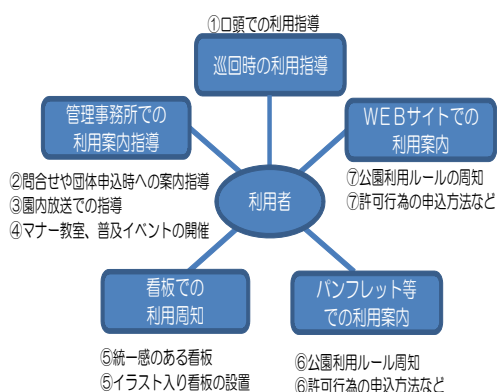 ①口頭での利用指導
巡回時の利用指導
管理事務所での
利用案内指導
②問合せや団体申込時への案内指導
③園内放送での指導
④マナー教室、普及イベントの開催
WEBサイトでの
利用案内
⑦公園利用ルールの周知
⑦許可行為の申込方法など
利用者
看板での
利用周知
⑤統一感のある看板
⑤イラスト入り看板の設置
パンフレット等
での利用案内
⑥公園利用ルール周知
⑥許可行為の申込方法など